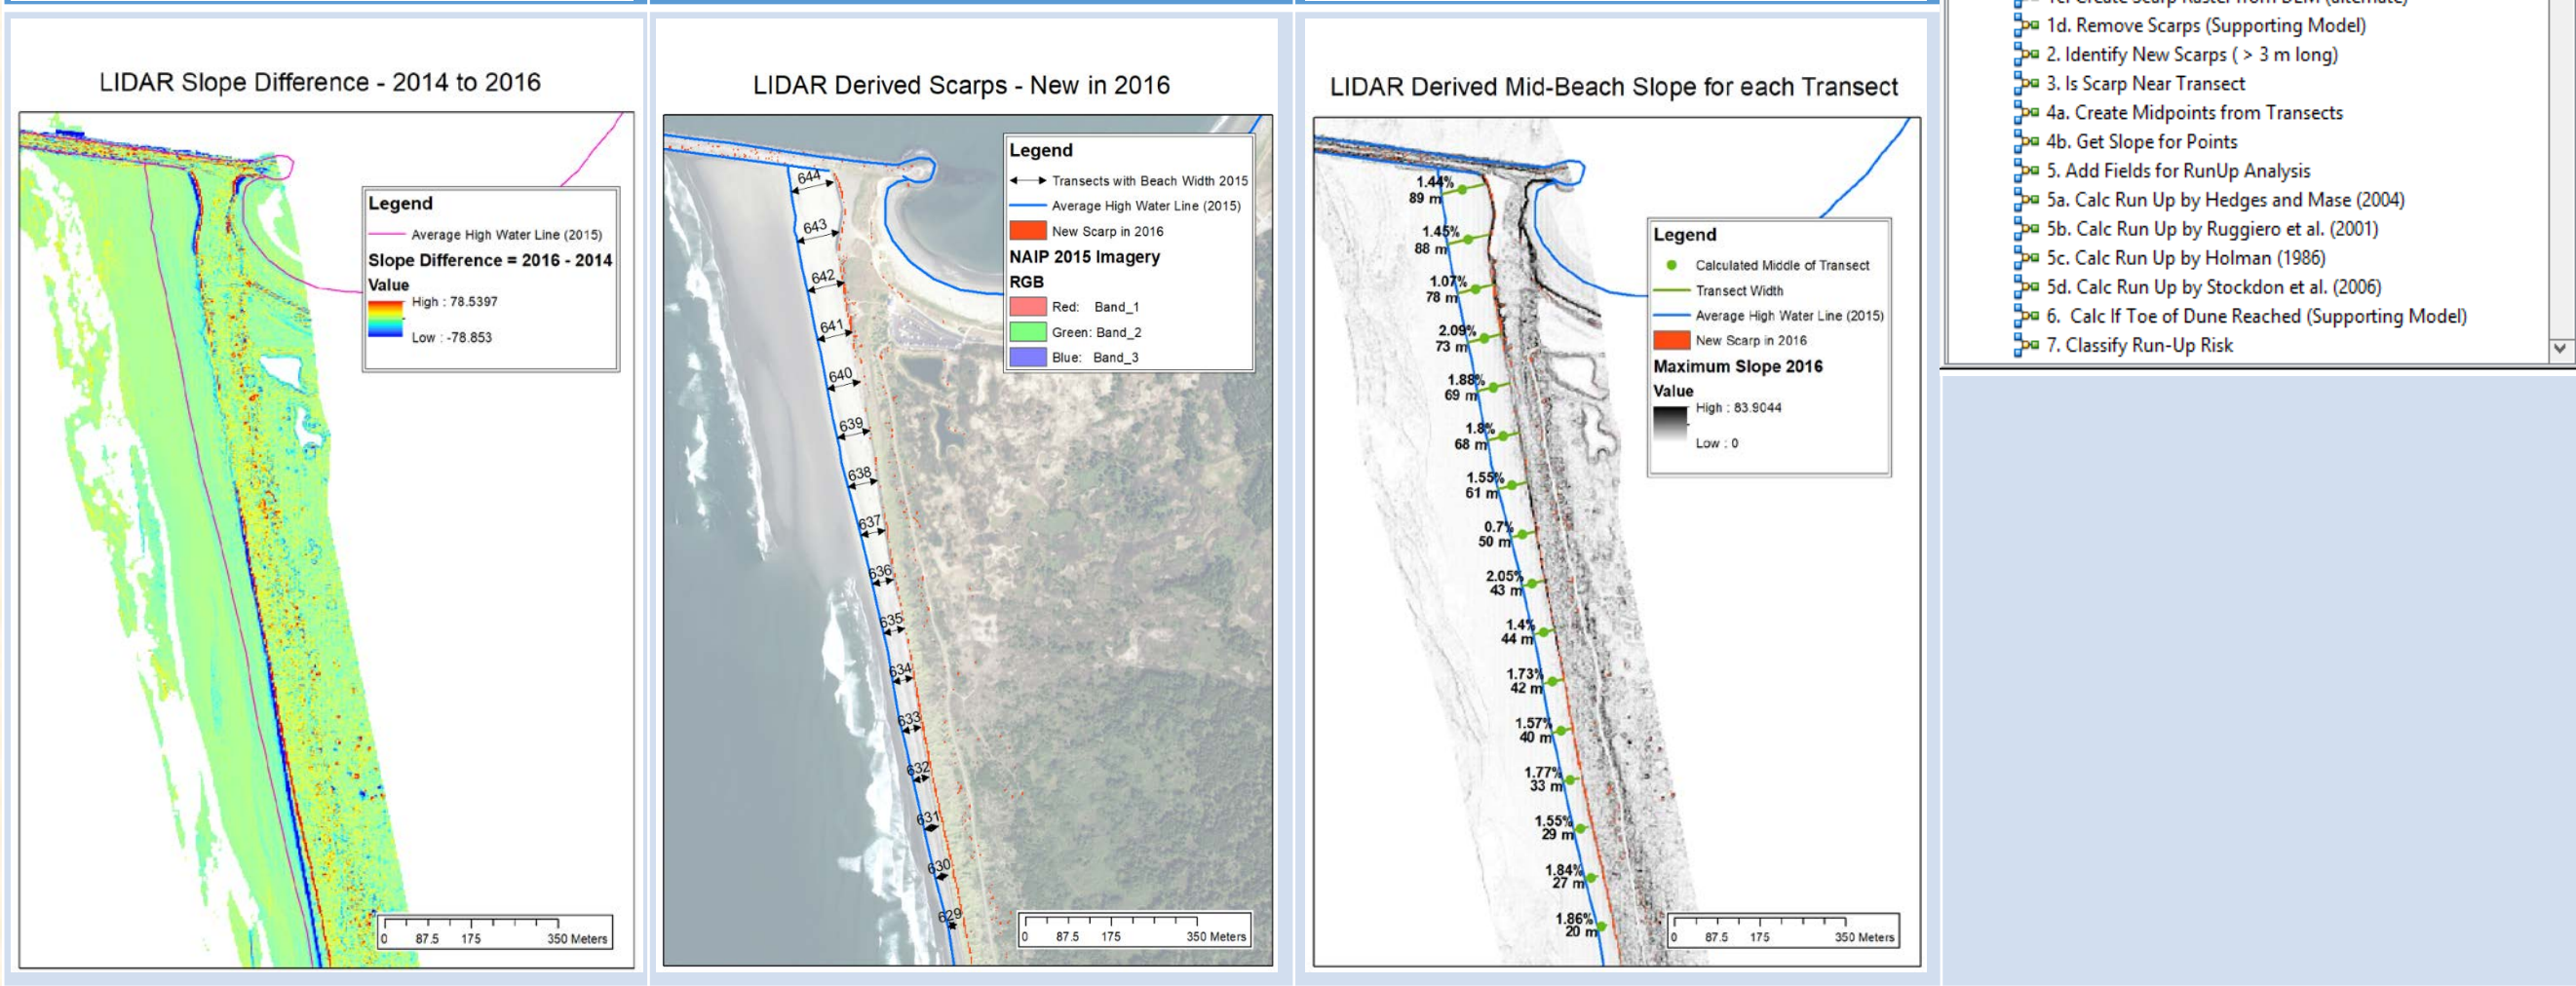 LIDAR Slope Difference - 2014 to 2016
Legend
Average High Water Line (2015)
Slope Difference = 2016 - 2014
Value
High : 78.5397
Low : -78.853
0 87.5 175 350 Meters
LIDAR Derived Scarps - New in 2016
Legend
Transects with Beach Width 2015
Average High Water Line (2015)
New Scarp in 2016
NAIP 2015 Imagery
RGB
Red: Band_1
Green: Band_2
Blue: Band_3
644
643
642
641
640
639
638
637
636
635
634
633
632
631
630
629
0 87.5 175 350 Meters
LIDAR Derived Mid-Beach Slope for each Transect
Legend
Calculated Middle of Transect
Transect Width
Average High Water Line (2015)
New Scarp in 2016
Maximum Slope 2016
Value
High : 83.9044
Low : 0
1.44%
89 m
1.45%
88 m
1.07%
78 m
2.09%
73 m
1.88%
69 m
1.8%
68 m
1.55%
61 m
0.7%
50 m
2.05%
43 m
1.4%
44 m
1.73%
42 m
1.57%
40 m
1.77%
33 m
1.55%
29 m
1.84%
27 m
1.86%
20 m
0 87.5 175 350 Meters
1c. Create Scarp Raster from DEM (alternate)
1d. Remove Scarps (Supporting Model)
2. Identify New Scarps ( > 3 m long)
3. Is Scarp Near Transect
4a. Create Midpoints from Transects
4b. Get Slope for Points
5. Add Fields for RunUp Analysis
5a. Calc Run Up by Hedges and Mase (2004)
5b. Calc Run Up by Ruggiero et al. (2001)
5c. Calc Run Up by Holman (1986)
5d. Calc Run Up by Stockdon et al. (2006)
6. Calc If Toe of Dune Reached (Supporting Model)
7. Classify Run-Up Risk